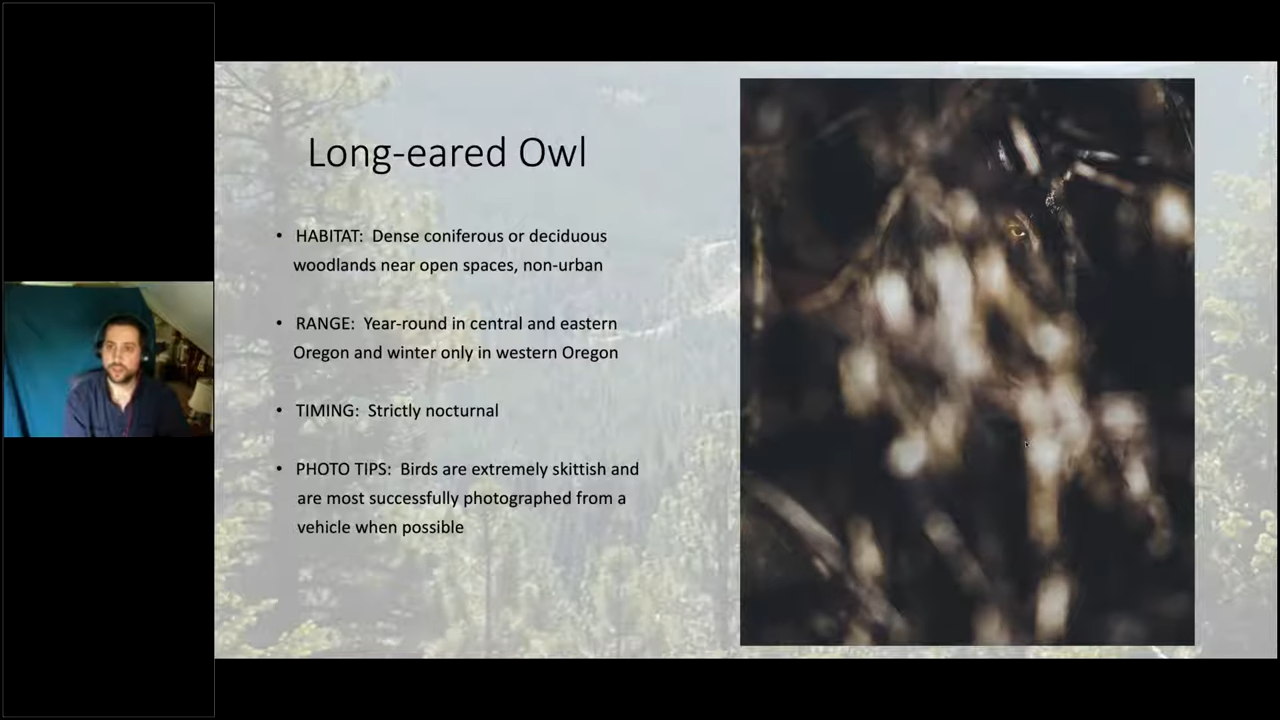 Long-eared Owl
• HABITAT: Dense coniferous or deciduous
woodlands near open spaces, non-urban
• RANGE: Year-round in central and eastern
Oregon and winter only in western Oregon
• TIMING: Strictly nocturnal
• PHOTO TIPS: Birds are extremely skittish and
are most successfully photographed from a
vehicle when possible